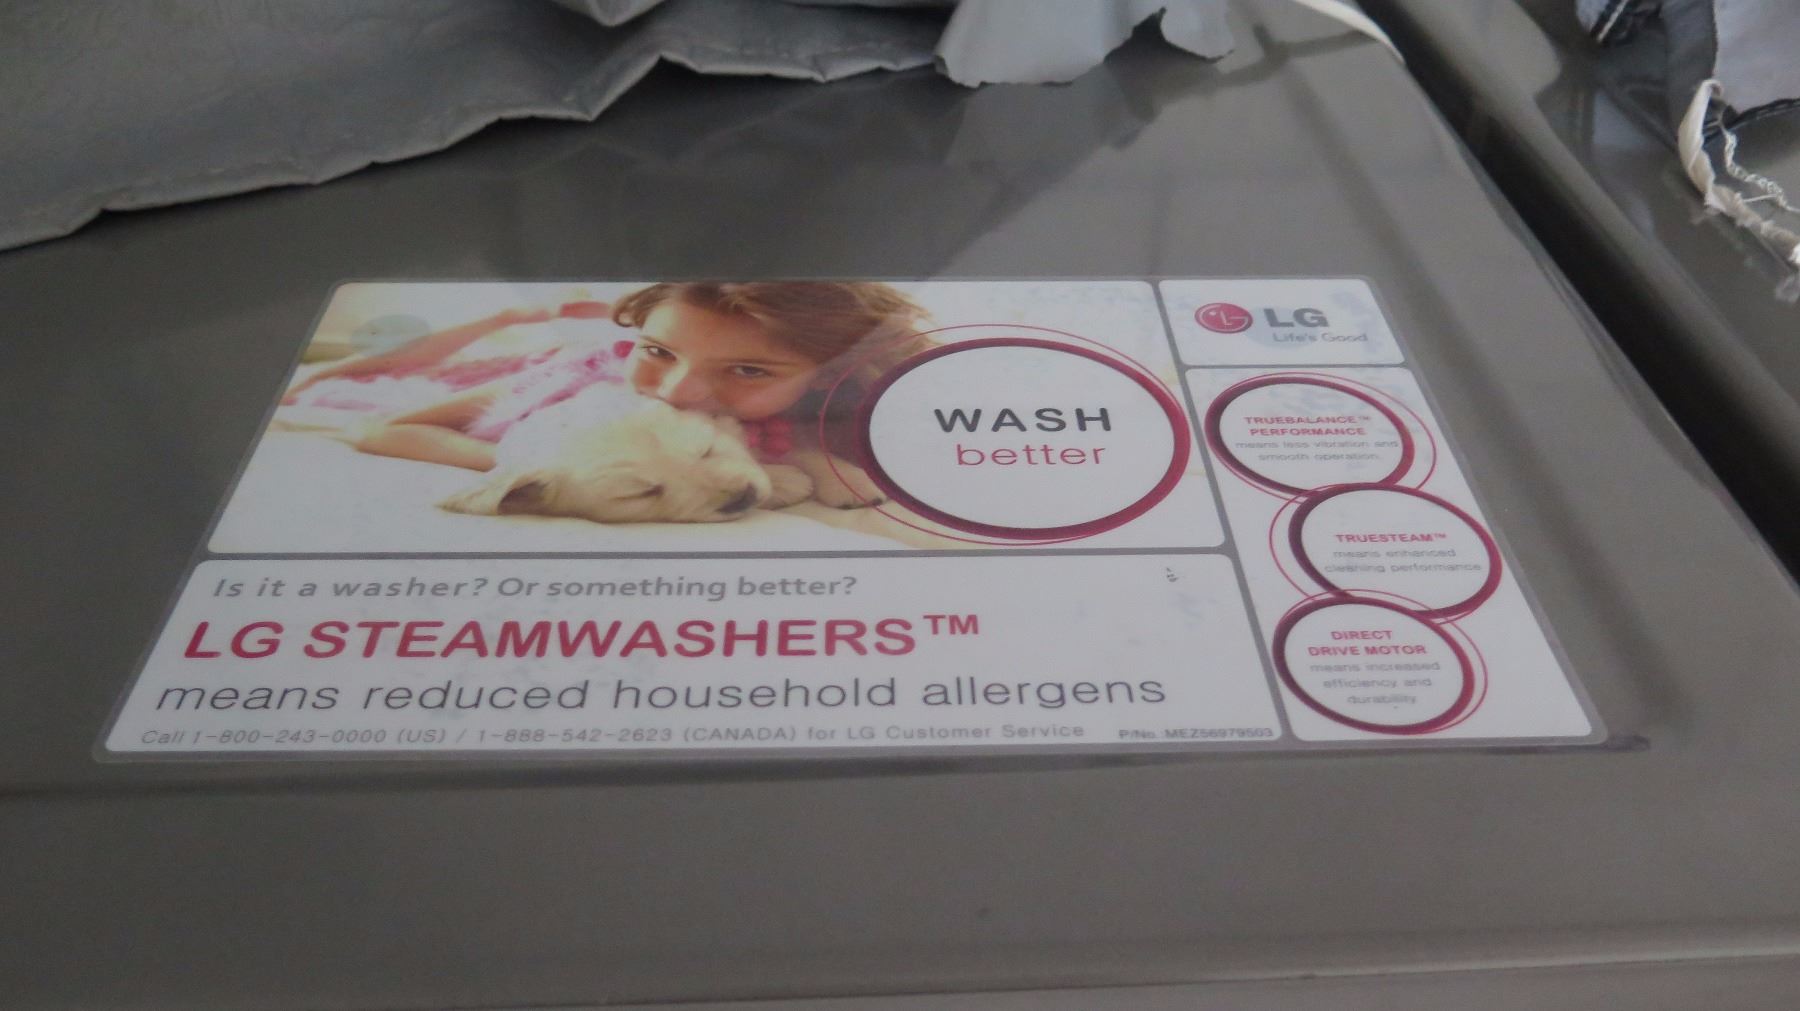 WASH
better
LG
Life's Good
TRUEBALANCE™
PERFORMANCE
means less vibration and
smooth operation.
TRUESTEAM™
means enhanced
cleaning performance
DIRECT
DRIVE MOTOR
means increased
efficiency and
durability
Is it a washer? Or something better?
LG STEAMWASHERS™
means reduced household allergens
Call 1-800-243-0000 (US) / 1-888-542-2623 (CANADA) for LG Customer Service
P/No. MEZ56979503